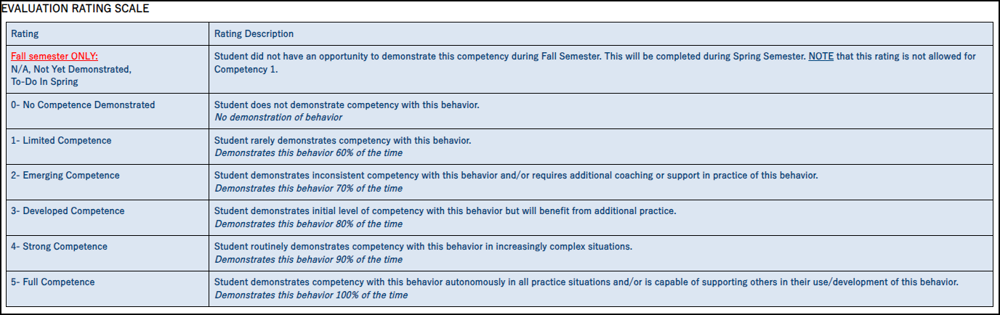 EVALUATION RATING SCALE
Rating
Rating Description
Fall semester ONLY:
N/A, Not Yet Demonstrated,
To-Do In Spring
Student did not have an opportunity to demonstrate this competency during Fall Semester. This will be completed during Spring Semester. NOTE that this rating is not allowed for
Competency 1.
0- No Competence Demonstrated
Student does not demonstrate competency with this behavior.
No demonstration of behavior
1- Limited Competence
Student rarely demonstrates competency with this behavior.
Demonstrates this behavior 60% of the time
2- Emerging Competence
Student demonstrates inconsistent competency with this behavior and/or requires additional coaching or support in practice of this behavior.
Demonstrates this behavior 70% of the time
3- Developed Competence
Student demonstrates initial level of competency with this behavior but will benefit from additional practice.
Demonstrates this behavior 80% of the time
4- Strong Competence
Student routinely demonstrates competency with this behavior in increasingly complex situations.
Demonstrates this behavior 90% of the time
5- Full Competence
Student demonstrates competency with this behavior autonomously in all practice situations and/or is capable of supporting others in their use/development of this behavior.
Demonstrates this behavior 100% of the time